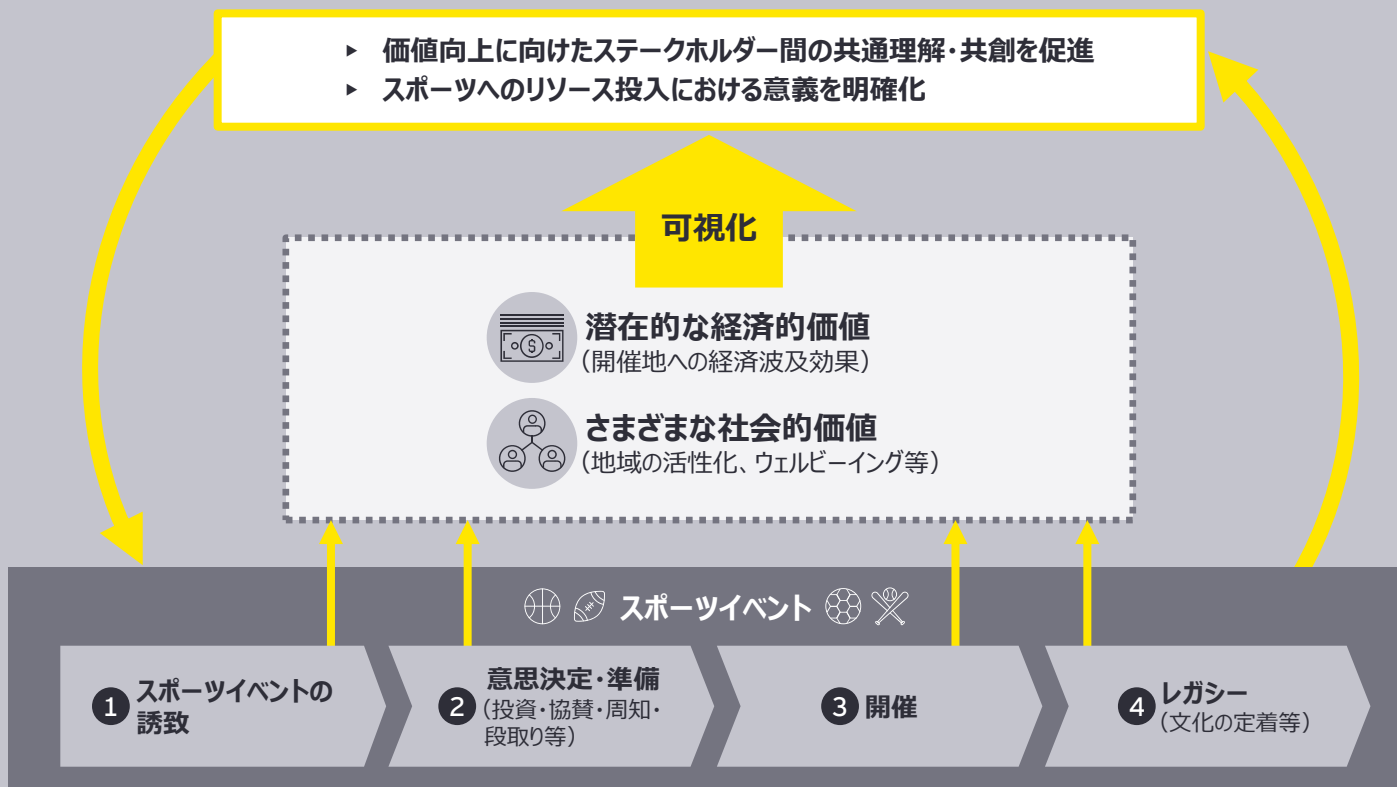 ▶ 価値向上に向けたステークホルダー間の共通理解・共創を促進
▶ スポーツへのリソース投入における意義を明確化
可視化
潜在的な経済的価値
（開催地への経済波及効果）
さまざまな社会的価値
（地域の活性化、ウェルビーイング等）
スポーツイベント
1 スポーツイベントの
誘致
2 意思決定・準備
（投資・協賛・周知・
段取り等）
3 開催
4 レガシー
（文化の定着等）